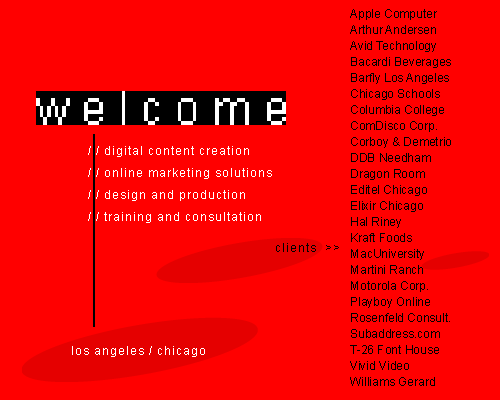 welcome
// digital content creation
// online marketing solutions
// design and production
// training and consultation
clients >>
los angeles / chicago
Apple Computer
Arthur Andersen
Avid Technology
Bacardi Beverages
Barfly Los Angeles
Chicago Schools
Columbia College
ComDisco Corp.
Corboy & Demetrio
DDB Needham
Dragon Room
Editel Chicago
Elixir Chicago
Hal Riney
Kraft Foods
MacUniversity
Martini Ranch
Motorola Corp.
Playboy Online
Rosenfeld Consult.
Subaddress.com
T-26 Font House
Vivid Video
Williams Gerard